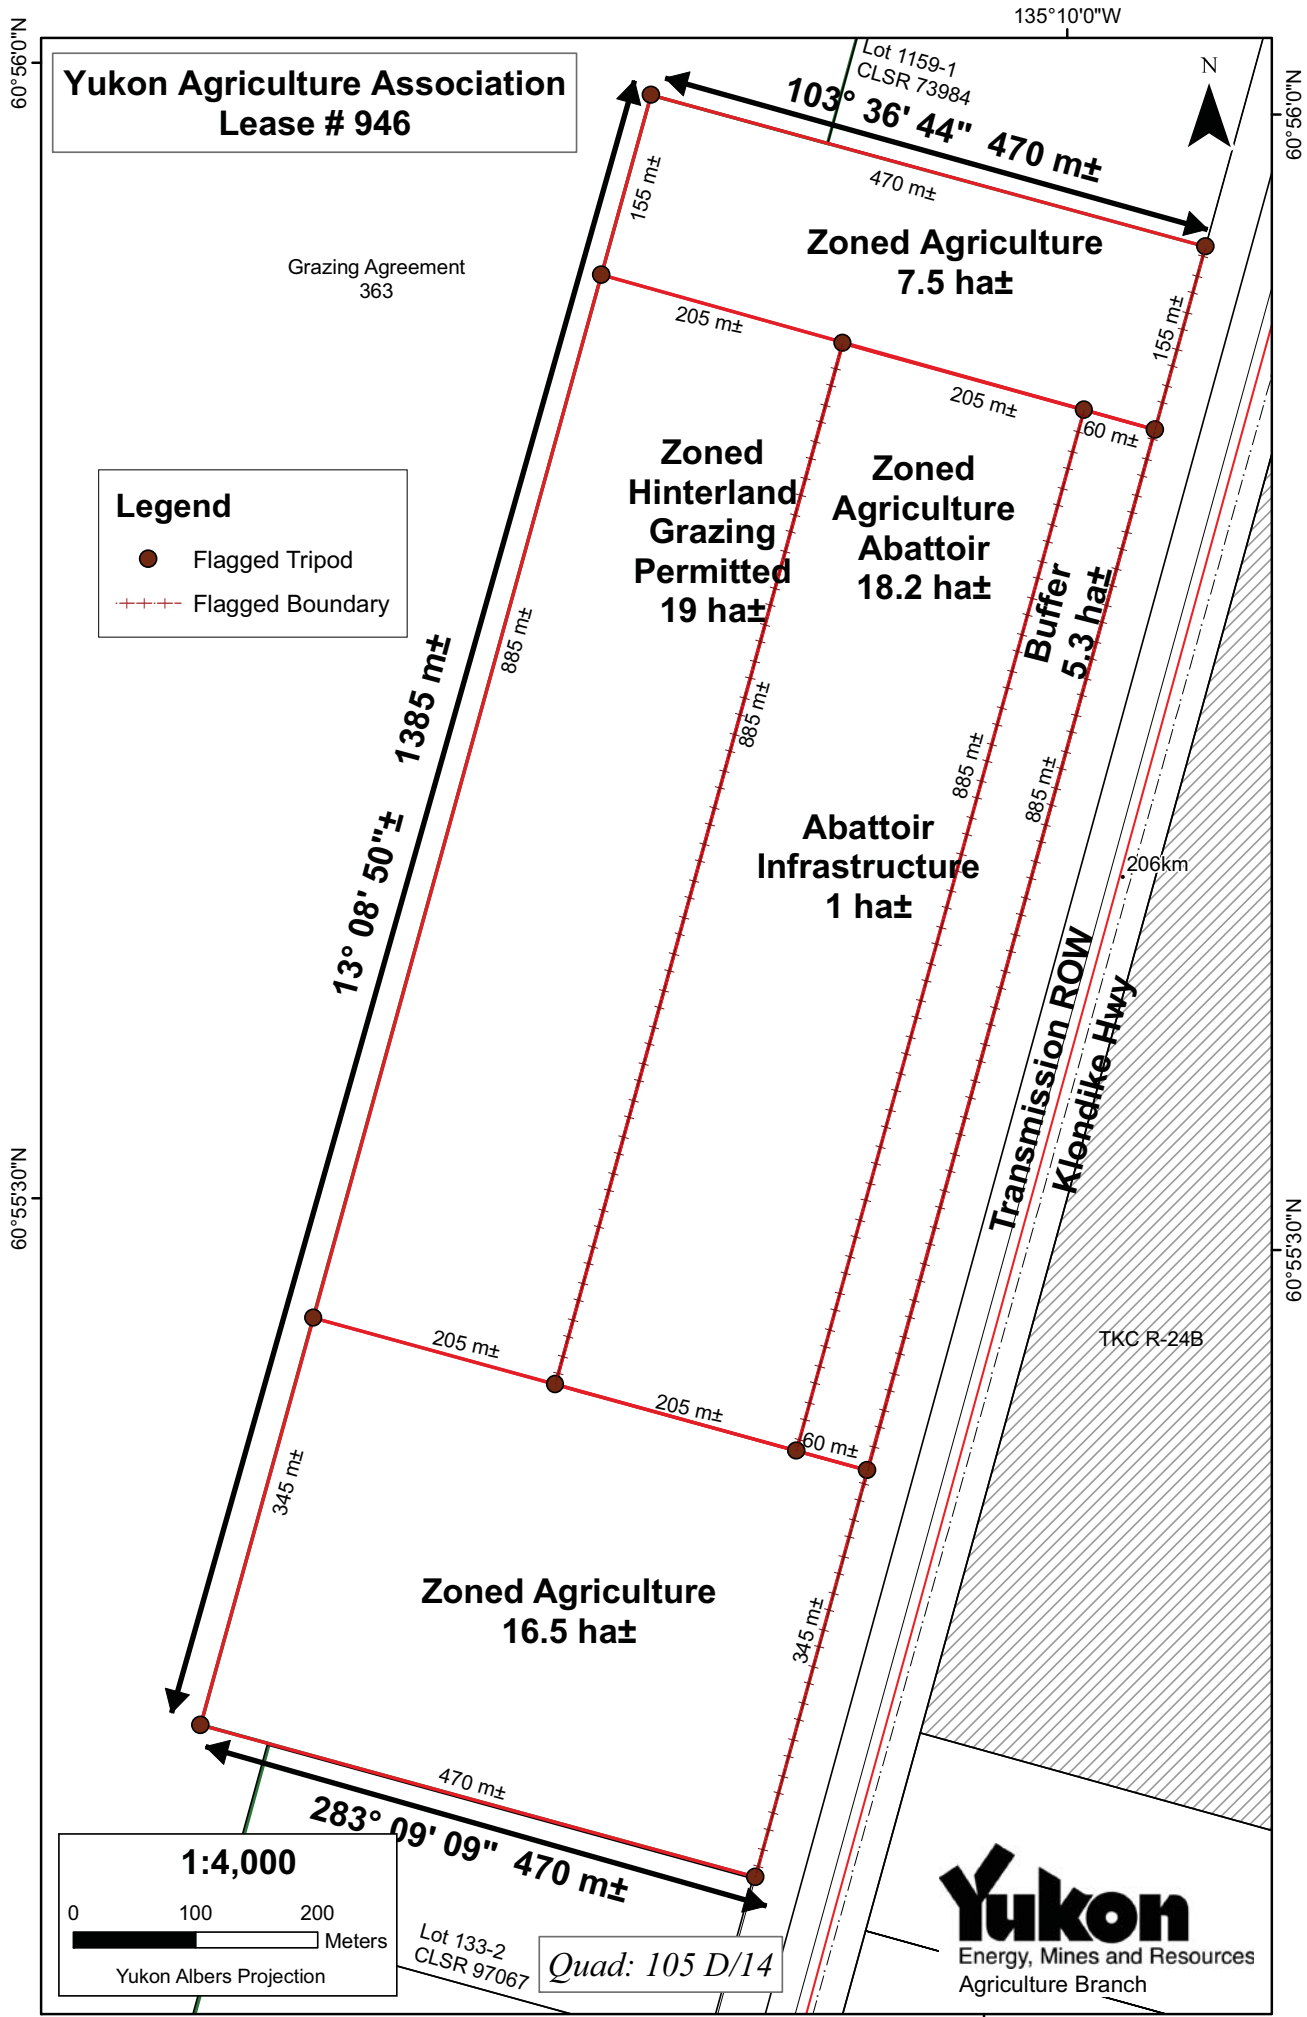 135°10'0"W
60°56'0"N
60°56'0"N
Yukon Agriculture Association
Lease # 946
Lot 1159-1
CLSR 73984
N
103° 36' 44" 470 m±
470 m±
155 m±
Zoned Agriculture
7.5 ha±
Grazing Agreement
363
155 m±
205 m±
205 m±
60 m±
Legend
Flagged Tripod
Flagged Boundary
Zoned
Hinterland
Grazing
Permitted
19 ha±
Zoned
Agriculture
Abattoir
18.2 ha±
Buffer
5.3 ha±
885 m±
1385 m±
13° 08' 50"±
885 m±
885 m±
885 m±
Abattoir
Infrastructure
1 ha±
206km
Transmission ROW
Klondike Hwy
60°55'30"N
60°55'30"N
TKC R-24B
205 m±
205 m±
60 m±
345 m±
Zoned Agriculture
16.5 ha±
345 m±
470 m±
283° 09' 09" 470 m±
1:4,000
0 100 200
Meters
Yukon Albers Projection
Lot 133-2
CLSR 97067
Quad: 105 D/14
Yukon
Energy, Mines and Resources
Agriculture Branch